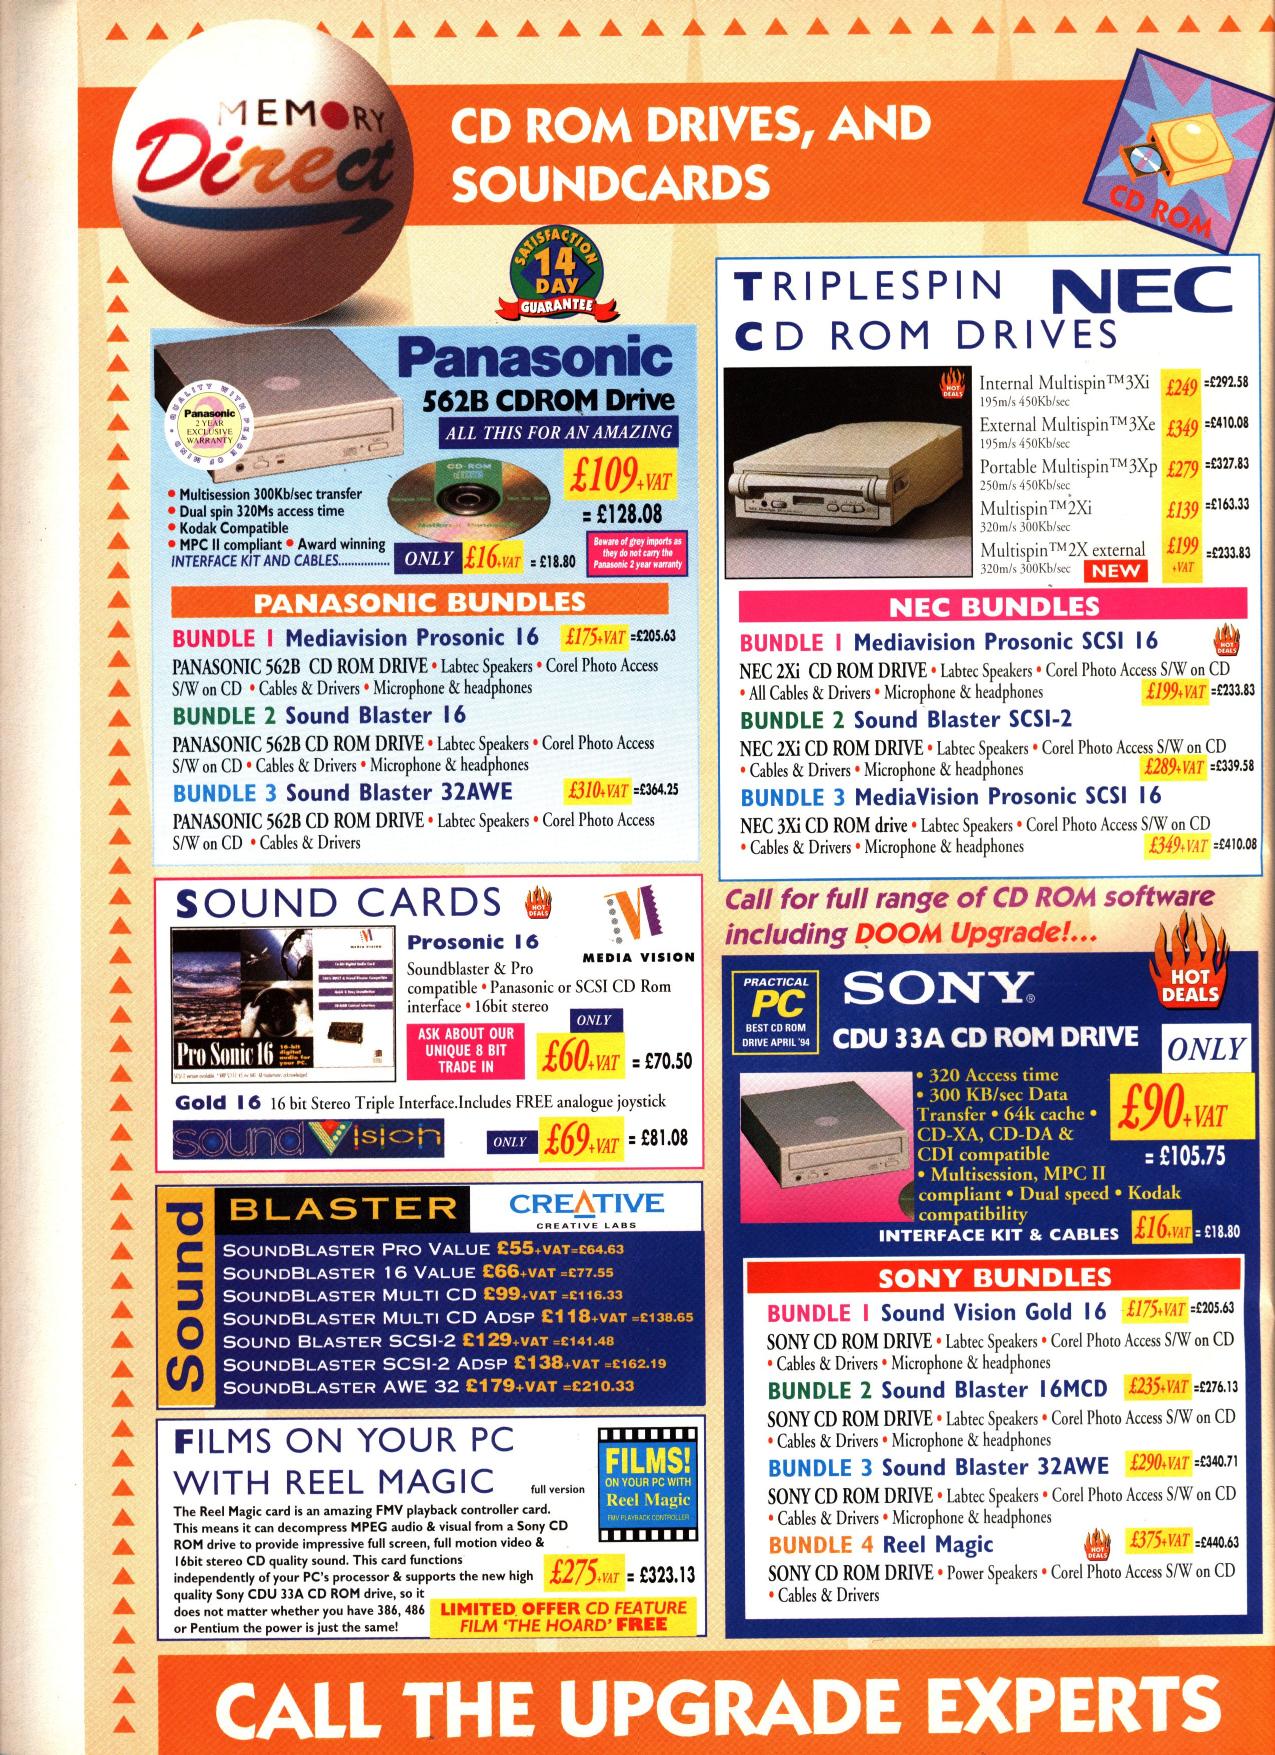 MEMORY
Direct
CD ROM DRIVES, AND
SOUNDCARDS
CD ROM
SATISFACTION
14
DAY
GUARANTEE
QUALITY WITH PEACE OF MIND
Panasonic
2 YEAR
EXCLUSIVE
WARRANTY
Panasonic
562B CDROM Drive
ALL THIS FOR AN AMAZING
£109+VAT
= £128.08
• Multisession 300Kb/sec transfer
• Dual spin 320Ms access time
• Kodak Compatible
• MPC II compliant • Award winning
INTERFACE KIT AND CABLES................ ONLY £16+VAT = £18.80
CD-ROM
Beware of grey imports as
they do not carry the
Panasonic 2 year warranty
PANASONIC BUNDLES
BUNDLE 1 Mediavision Prosonic 16 £175+VAT =£205.63
PANASONIC 562B CD ROM DRIVE • Labtec Speakers • Corel Photo Access
S/W on CD • Cables & Drivers • Microphone & headphones
BUNDLE 2 Sound Blaster 16
PANASONIC 562B CD ROM DRIVE • Labtec Speakers • Corel Photo Access
S/W on CD • Cables & Drivers • Microphone & headphones
BUNDLE 3 Sound Blaster 32AWE £310+VAT =£364.25
PANASONIC 562B CD ROM DRIVE • Labtec Speakers • Corel Photo Access
S/W on CD • Cables & Drivers
TRIPLESPIN NEC
CD ROM DRIVES
HOT
DEALS
Internal Multispin™3Xi £249 =£292.58
195m/s 450Kb/sec
External Multispin™3Xe £349 =£410.08
195m/s 450Kb/sec
Portable Multispin™3Xp £279 =£327.83
250m/s 450Kb/sec
Multispin™2Xi £139 =£163.33
320m/s 300Kb/sec
Multispin™2X external £199 =£233.83
320m/s 300Kb/sec NEW +VAT
NEC BUNDLES
BUNDLE 1 Mediavision Prosonic SCSI 16 HOT DEALS
NEC 2Xi CD ROM DRIVE • Labtec Speakers • Corel Photo Access S/W on CD
• All Cables & Drivers • Microphone & headphones £199+VAT =£233.83
BUNDLE 2 Sound Blaster SCSI-2
NEC 2Xi CD ROM DRIVE • Labtec Speakers • Corel Photo Access S/W on CD
• Cables & Drivers • Microphone & headphones £289+VAT =£339.58
BUNDLE 3 MediaVision Prosonic SCSI 16
NEC 3Xi CD ROM drive • Labtec Speakers • Corel Photo Access S/W on CD
• Cables & Drivers • Microphone & headphones £349+VAT =£410.08
SOUND CARDS HOT DEALS
MEDIA VISION
Pro Sonic 16 16-bit
digital
audio for
your PC.
Prosonic 16
Soundblaster & Pro
compatible • Panasonic or SCSI CD Rom
interface • 16bit stereo
ASK ABOUT OUR
UNIQUE 8 BIT
TRADE IN
ONLY
£60+VAT = £70.50
Gold 16 16 bit Stereo Triple Interface.Includes FREE analogue joystick
sound Vision ONLY £69+VAT = £81.08
Call for full range of CD ROM software
including DOOM Upgrade!...
HOT
DEALS
Sound
BLASTER
CREATIVE
CREATIVE LABS
SOUNDBLASTER PRO VALUE £55+VAT=£64.63
SOUNDBLASTER 16 VALUE £66+VAT =£77.55
SOUNDBLASTER MULTI CD £99+VAT =£116.33
SOUNDBLASTER MULTI CD ADSP £118+VAT =£138.65
SOUND BLASTER SCSI-2 £129+VAT =£141.48
SOUNDBLASTER SCSI-2 ADSP £138+VAT =£162.19
SOUNDBLASTER AWE 32 £179+VAT =£210.33
PRACTICAL
PC
BEST CD ROM
DRIVE APRIL '94
SONY®
CDU 33A CD ROM DRIVE
ONLY
£90+VAT
= £105.75
• 320 Access time
• 300 KB/sec Data
Transfer • 64k cache •
CD-XA, CD-DA &
CDI compatible
• Multisession, MPC II
compliant • Dual speed • Kodak
compatibility
INTERFACE KIT & CABLES £16+VAT = £18.80
SONY BUNDLES
BUNDLE 1 Sound Vision Gold 16 £175+VAT =£205.63
SONY CD ROM DRIVE • Labtec Speakers • Corel Photo Access S/W on CD
• Cables & Drivers • Microphone & headphones
BUNDLE 2 Sound Blaster 16MCD £235+VAT =£276.13
SONY CD ROM DRIVE • Labtec Speakers • Corel Photo Access S/W on CD
• Cables & Drivers • Microphone & headphones
BUNDLE 3 Sound Blaster 32AWE £290+VAT =£340.71
SONY CD ROM DRIVE • Labtec Speakers • Corel Photo Access S/W on CD
• Cables & Drivers • Microphone & headphones
BUNDLE 4 Reel Magic HOT DEALS £375+VAT =£440.63
SONY CD ROM DRIVE • Power Speakers • Corel Photo Access S/W on CD
• Cables & Drivers
FILMS ON YOUR PC
WITH REEL MAGIC full version
FILMS!
ON YOUR PC WITH
Reel Magic
FMV PLAYBACK CONTROLLER
The Reel Magic card is an amazing FMV playback controller card.
This means it can decompress MPEG audio & visual from a Sony CD
ROM drive to provide impressive full screen, full motion video &
16bit stereo CD quality sound. This card functions
independently of your PC's processor & supports the new high
quality Sony CDU 33A CD ROM drive, so it
does not matter whether you have 386, 486
or Pentium the power is just the same!
£275+VAT = £323.13
LIMITED OFFER CD FEATURE
FILM 'THE HOARD' FREE
CALL THE UPGRADE EXPERTS